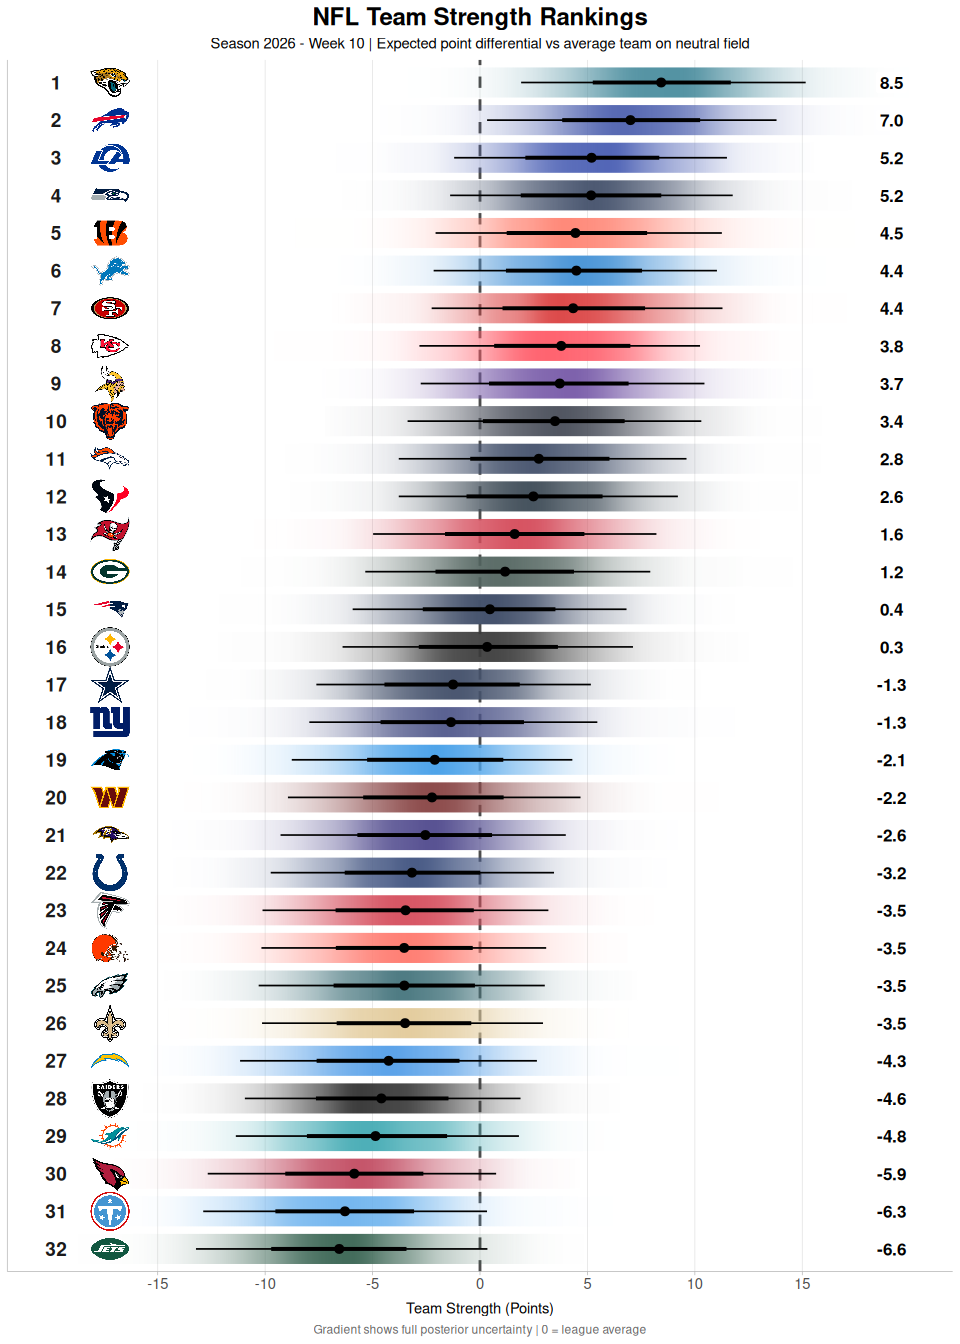 NFL Team Strength Rankings
Season 2026 - Week 10 | Expected point differential vs average team on neutral field
1 8.5
2 7.0
3 5.2
4 5.2
5 4.5
6 4.4
7 4.4
8 3.8
9 3.7
10 3.4
11 2.8
12 2.6
13 1.6
14 1.2
15 0.4
16 0.3
17 -1.3
18 ny -1.3
19 -2.1
20 W -2.2
21 -2.6
22 -3.2
23 -3.5
24 -3.5
25 -3.5
26 -3.5
27 -4.3
28 RAIDERS -4.6
29 -4.8
30 -5.9
31 T -6.3
32 JETS -6.6
-15 -10 -5 0 5 10 15
Team Strength (Points)
Gradient shows full posterior uncertainty | 0 = league average